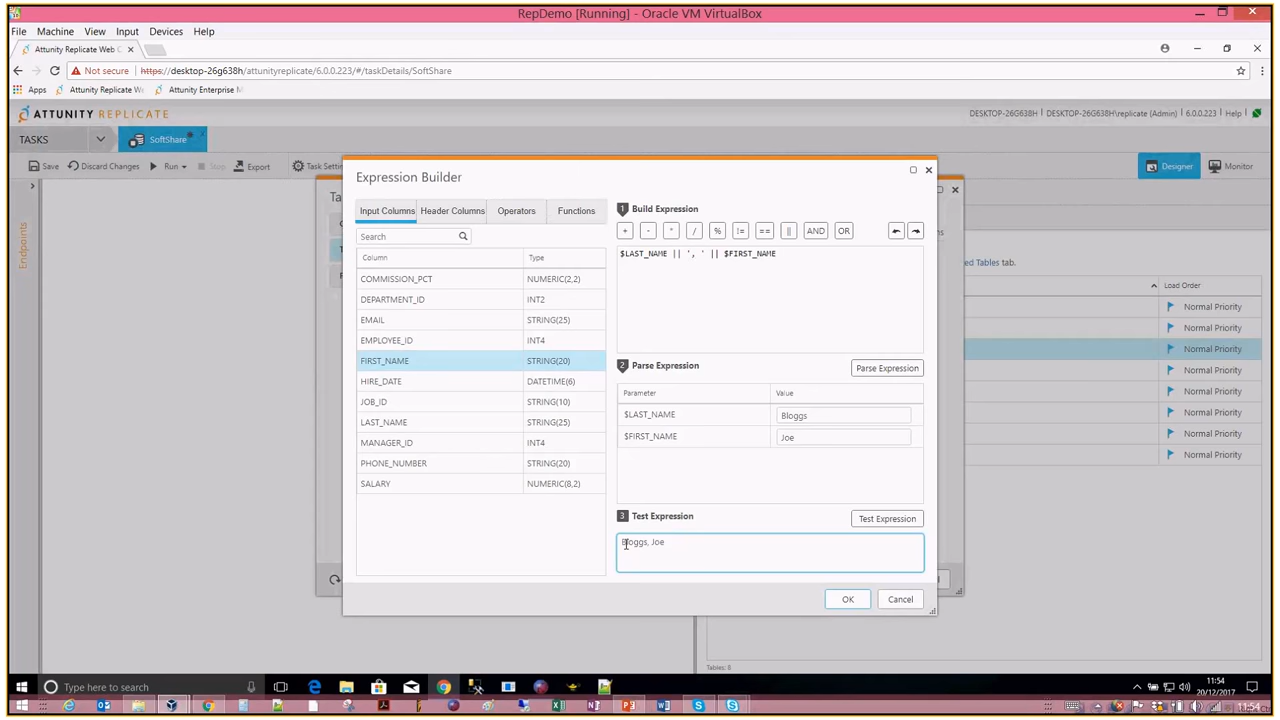 RepDemo [Running] - Oracle VM VirtualBox
File Machine View Input Devices Help
Attunity Replicate Web C
Not secure https://desktop-26g638h/attunityreplicate/6.0.0.223/#/taskDetails/SoftShare
Apps Attunity Replicate We Attunity Enterprise M
ATTUNITY REPLICATE
DESKTOP-26G638H DESKTOP-26G638H\replicate (Admin) 6.0.0.223 Help
TASKS SoftShare*
Save Discard Changes Run Stop Export Task Setti Designer Monitor
Endpoints
Expression Builder
Input Columns Header Columns Operators Functions
Search
Column Type
COMMISSION_PCT NUMERIC(2,2)
DEPARTMENT_ID INT2
EMAIL STRING(25)
EMPLOYEE_ID INT4
FIRST_NAME STRING(20)
HIRE_DATE DATETIME(6)
JOB_ID STRING(10)
LAST_NAME STRING(25)
MANAGER_ID INT4
PHONE_NUMBER STRING(20)
SALARY NUMERIC(8,2)
1 Build Expression
+ - * / % != == || AND OR
$LAST_NAME || ', ' || $FIRST_NAME
2 Parse Expression Parse Expression
Parameter Value
$LAST_NAME Bloggs
$FIRST_NAME Joe
3 Test Expression Test Expression
Bloggs, Joe
OK Cancel
ed Tables tab.
Load Order
Normal Priority
Normal Priority
Normal Priority
Normal Priority
Normal Priority
Normal Priority
Normal Priority
Normal Priority
Tables: 8
Type here to search
11:54
20/12/2017
11:54